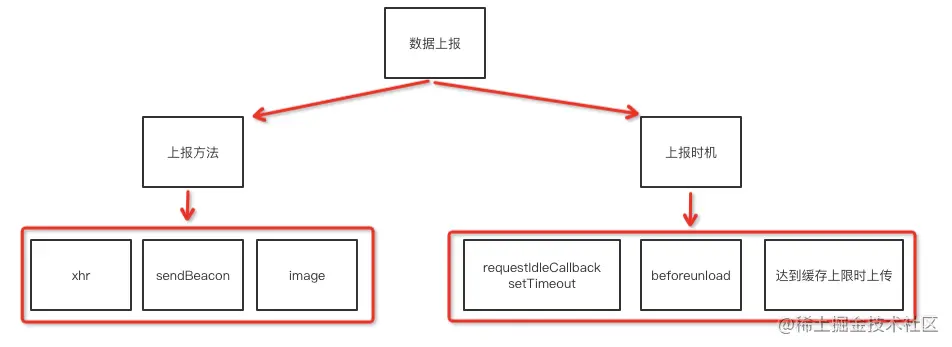 数据上报
上报方法
上报时机
xhr
sendBeacon
image
requestIdleCallback
setTimeout
beforeunload
达到缓存上限时上传
@稀土掘金技术社区